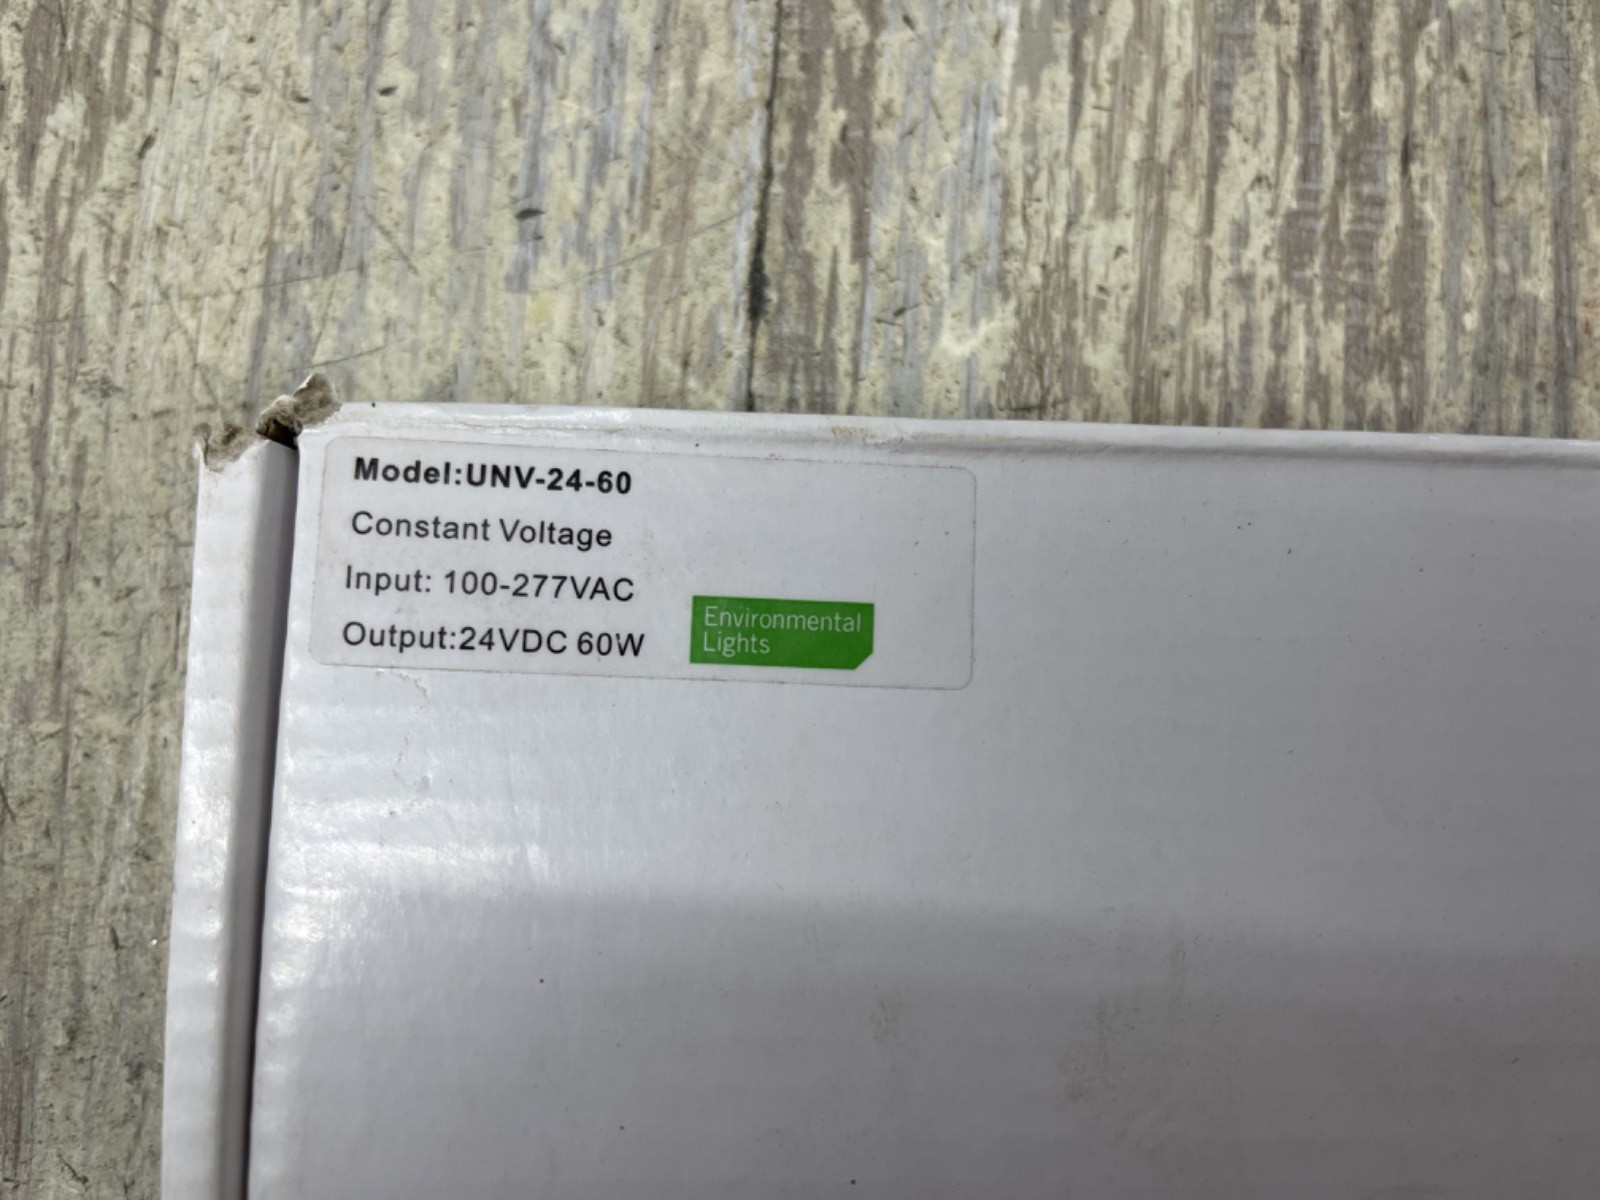 Model:UNV-24-60
Constant Voltage
Input: 100-277VAC
Output:24VDC 60W
Environmental
Lights